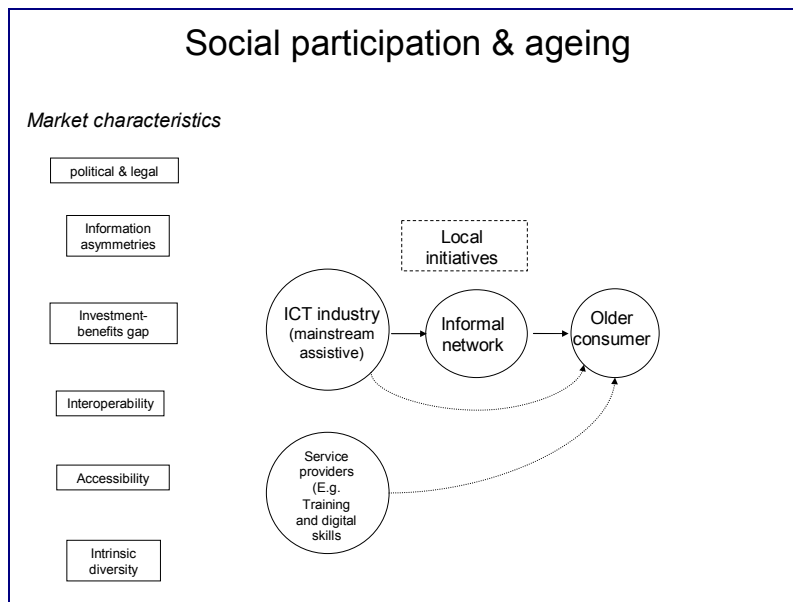 Social participation & ageing
Market characteristics
political & legal
Information
asymmetries
Investment-
benefits gap
Interoperability
Accessibility
Intrinsic
diversity
Local
initiatives
ICT industry
(mainstream
assistive)
Informal
network
Older
consumer
Service
providers
(E.g.
Training
and digital
skills